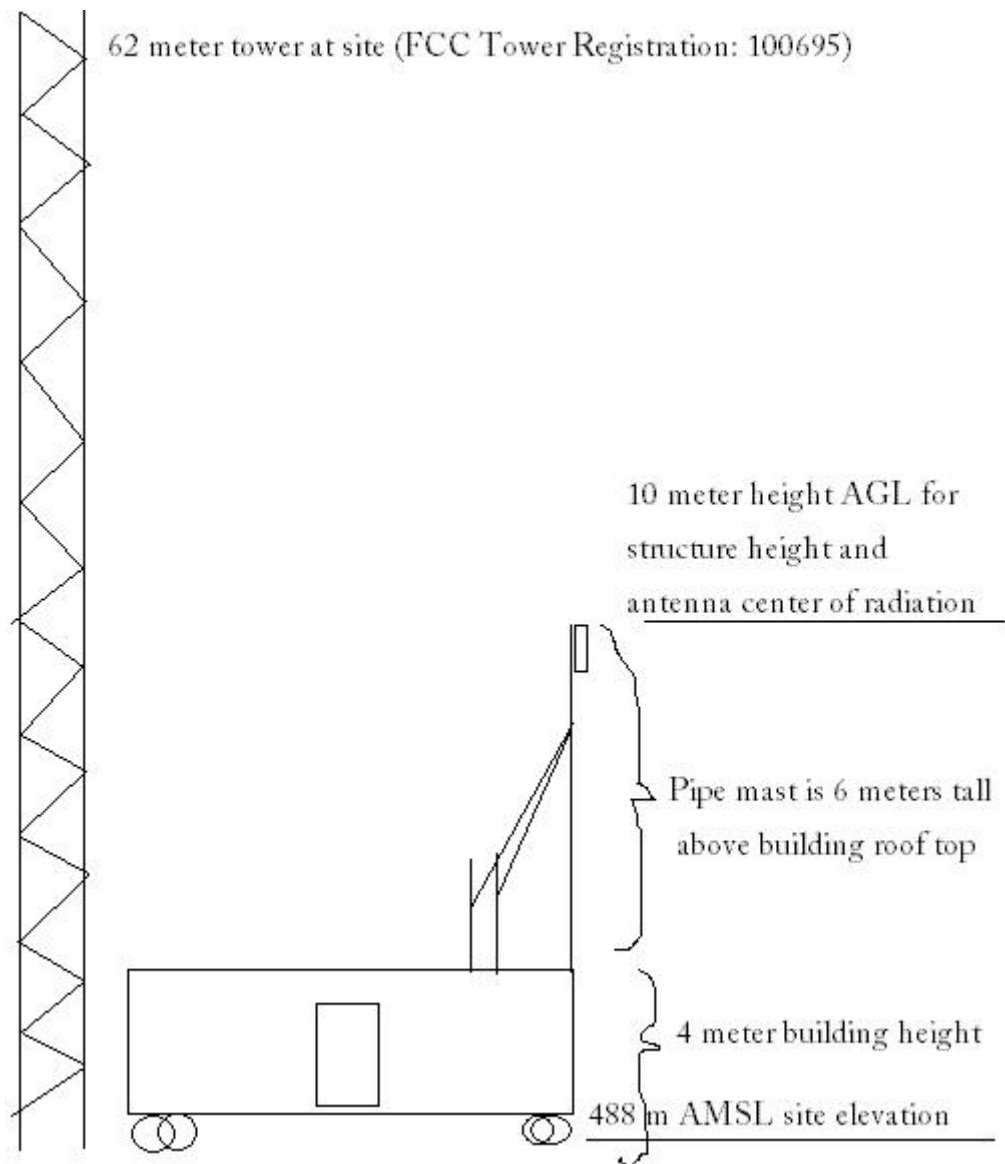 62 meter tower at site (FCC Tower Registration: 100695)
10 meter height AGL for
structure height and
antenna center of radiation
Pipe mast is 6 meters tall
above building roof top
4 meter building height
488 m AMSL site elevation